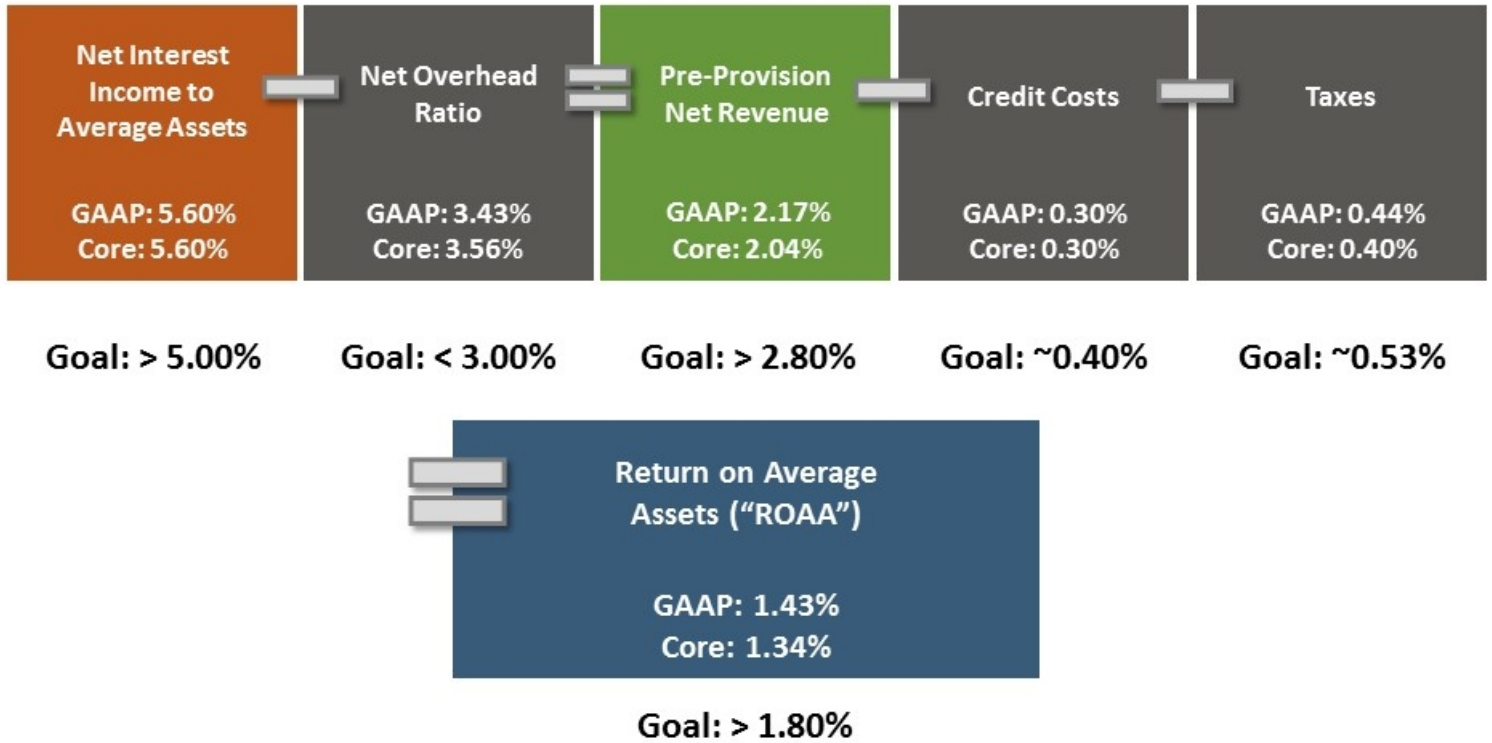 Net Interest
Income to
Average Assets
GAAP: 5.60%
Core: 5.60%
Net Overhead
Ratio
GAAP: 3.43%
Core: 3.56%
Pre-Provision
Net Revenue
GAAP: 2.17%
Core: 2.04%
Credit Costs
GAAP: 0.30%
Core: 0.30%
Taxes
GAAP: 0.44%
Core: 0.40%
Goal: > 5.00%
Goal: < 3.00%
Goal: > 2.80%
Goal: ~0.40%
Goal: ~0.53%
Return on Average
Assets (“ROAA”)
GAAP: 1.43%
Core: 1.34%
Goal: > 1.80%